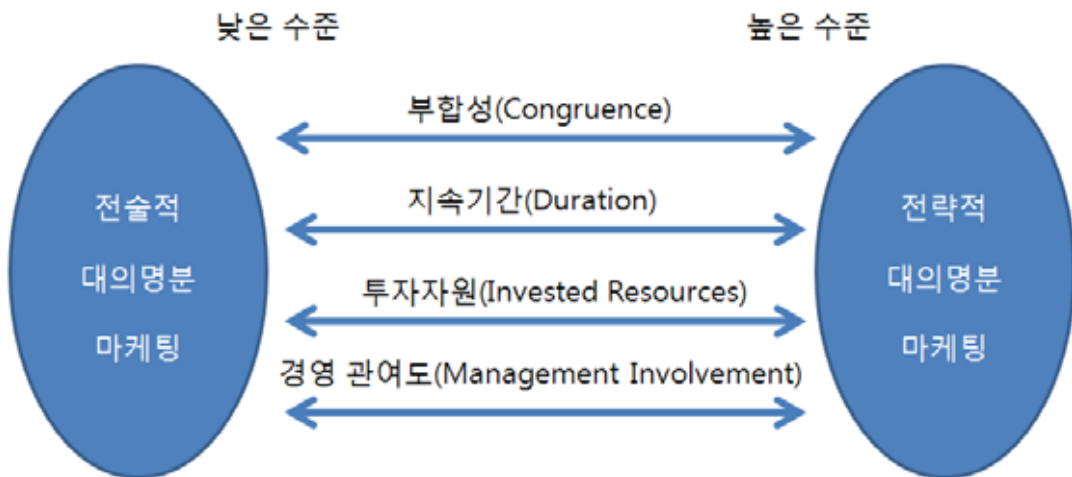 낮은 수준
높은 수준
부합성(Congruence)
지속기간(Duration)
투자자원(Invested Resources)
경영 관여도(Management Involvement)
전술적
대의명분
마케팅
전략적
대의명분
마케팅